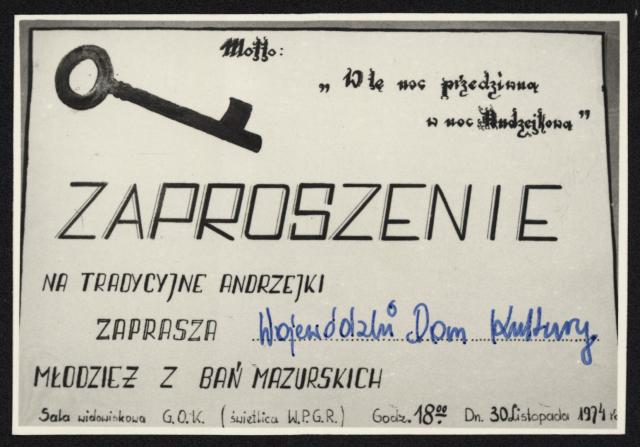 Motto:
„W tę noc przedziwną
w noc Andrzejkową”
ZAPROSZENIE
NA TRADYCYJNE ANDRZEJKI
ZAPRASZA Wojewódzki Dom Kultury
MŁODZIEŻ Z BAŃ MAZURSKICH
Sala widowiskowa G.O.K. (świetlica W.P.G.R.) Godz. 18⁰⁰ Dn. 30 Listopada 1974 r.